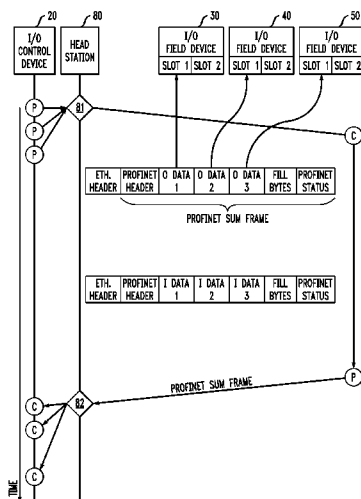 20
80
30
40
50
I/O CONTROL DEVICE
HEAD STATION
I/O FIELD DEVICE
SLOT 1 SLOT 2
I/O FIELD DEVICE
SLOT 1 SLOT 2
I/O FIELD DEVICE
SLOT 1 SLOT 2
P
P
P
81
C
ETH. HEADER
PROFINET HEADER
O DATA 1
O DATA 2
O DATA 3
FILL BYTES
PROFINET STATUS
PROFINET SUM FRAME
ETH. HEADER
PROFINET HEADER
I DATA 1
I DATA 2
I DATA 3
FILL BYTES
PROFINET STATUS
PROFINET SUM FRAME
P
82
C
C
C
TIME